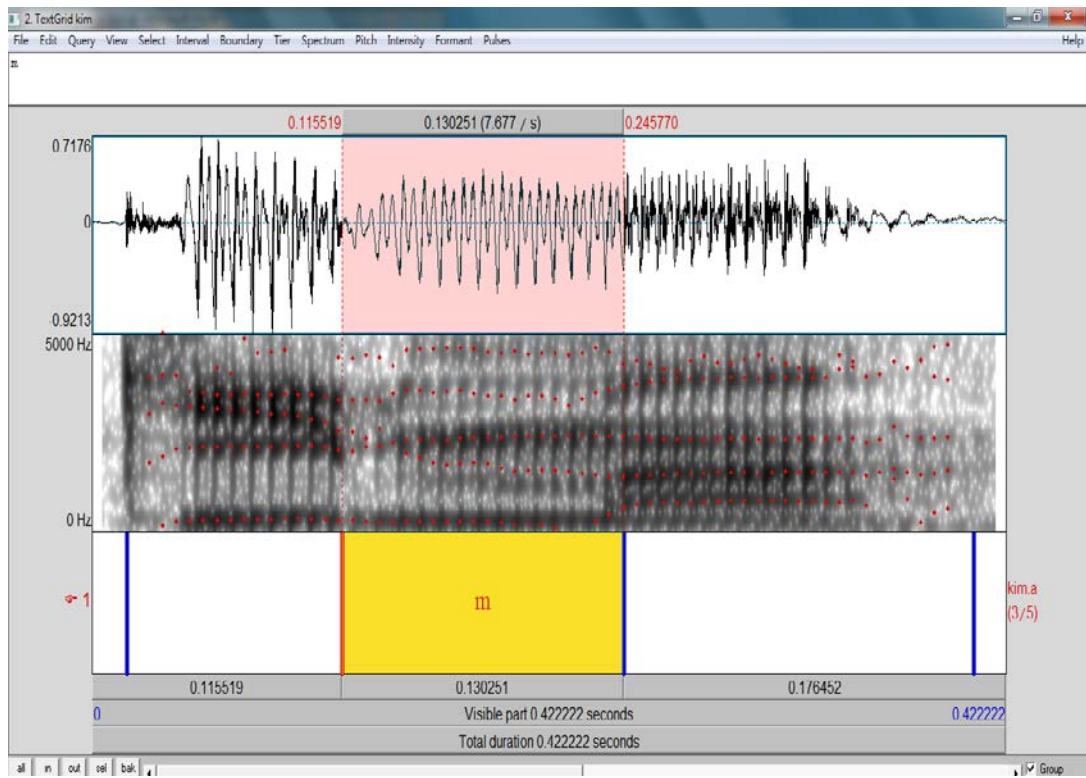 2. TextGrid kim
File Edit Query View Select Interval Boundary Tier Spectrum Pitch Intensity Formant Pulses Help
m
0.115519 0.130251 (7.677 / s) 0.245770
0.7176
0
-0.9213
5000 Hz
0 Hz
1 m kim.a
(3/5)
0.115519 0.130251 0.176452
0 Visible part 0.422222 seconds 0.422222
Total duration 0.422222 seconds
all in out sel bak Group